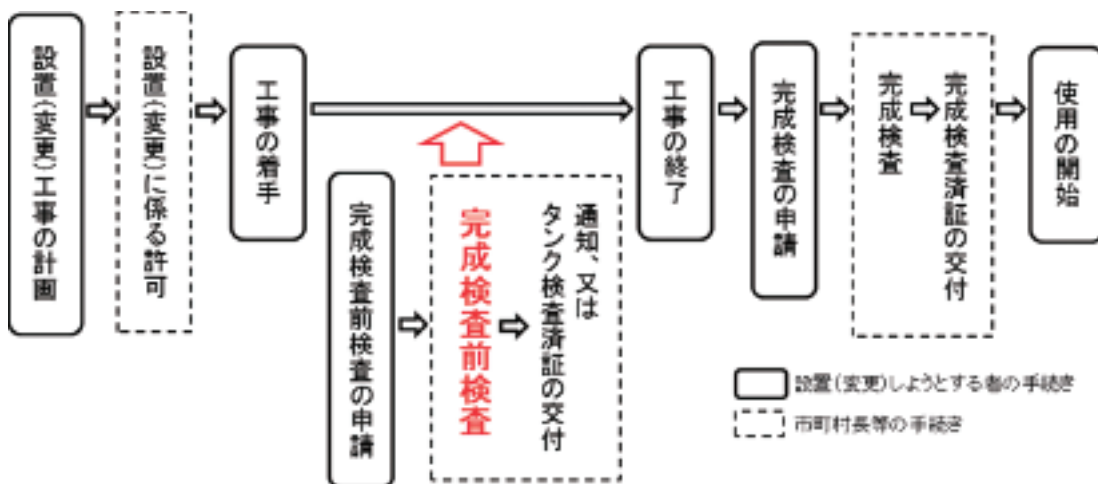 設置(変更)工事の計画
設置(変更)に係る許可
工事の着手
完成検査前検査の申請
完成検査前検査
通知、又は
タンク検査済証の交付
工事の終了
完成検査の申請
完成検査
完成検査済証の交付
使用の開始
設置(変更)しようとする者の手続き
市町村長等の手続き